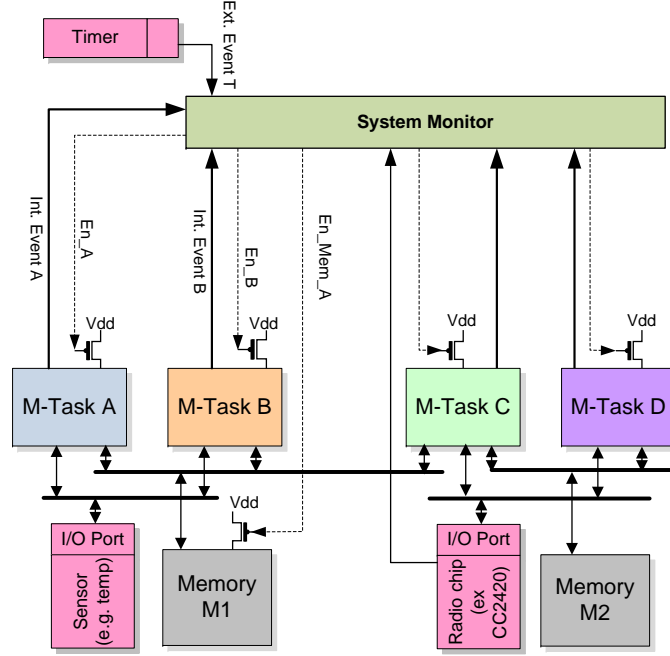 Timer
Ext. Event T
System Monitor
Int. Event A
En_A
Int. Event B
En_B
En_Mem_A
Vdd
Vdd
Vdd
Vdd
M-Task A
M-Task B
M-Task C
M-Task D
Vdd
I/O Port
Sensor
(e.g. temp)
Memory
M1
I/O Port
Radio chip
(ex
CC2420)
Memory
M2